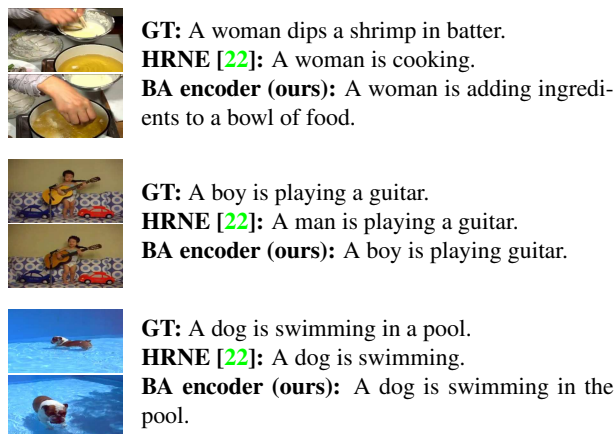 GT: A woman dips a shrimp in batter.
HRNE [22]: A woman is cooking.
BA encoder (ours): A woman is adding ingredi-
ents to a bowl of food.
GT: A boy is playing a guitar.
HRNE [22]: A man is playing a guitar.
BA encoder (ours): A boy is playing guitar.
GT: A dog is swimming in a pool.
HRNE [22]: A dog is swimming.
BA encoder (ours): A dog is swimming in the
pool.